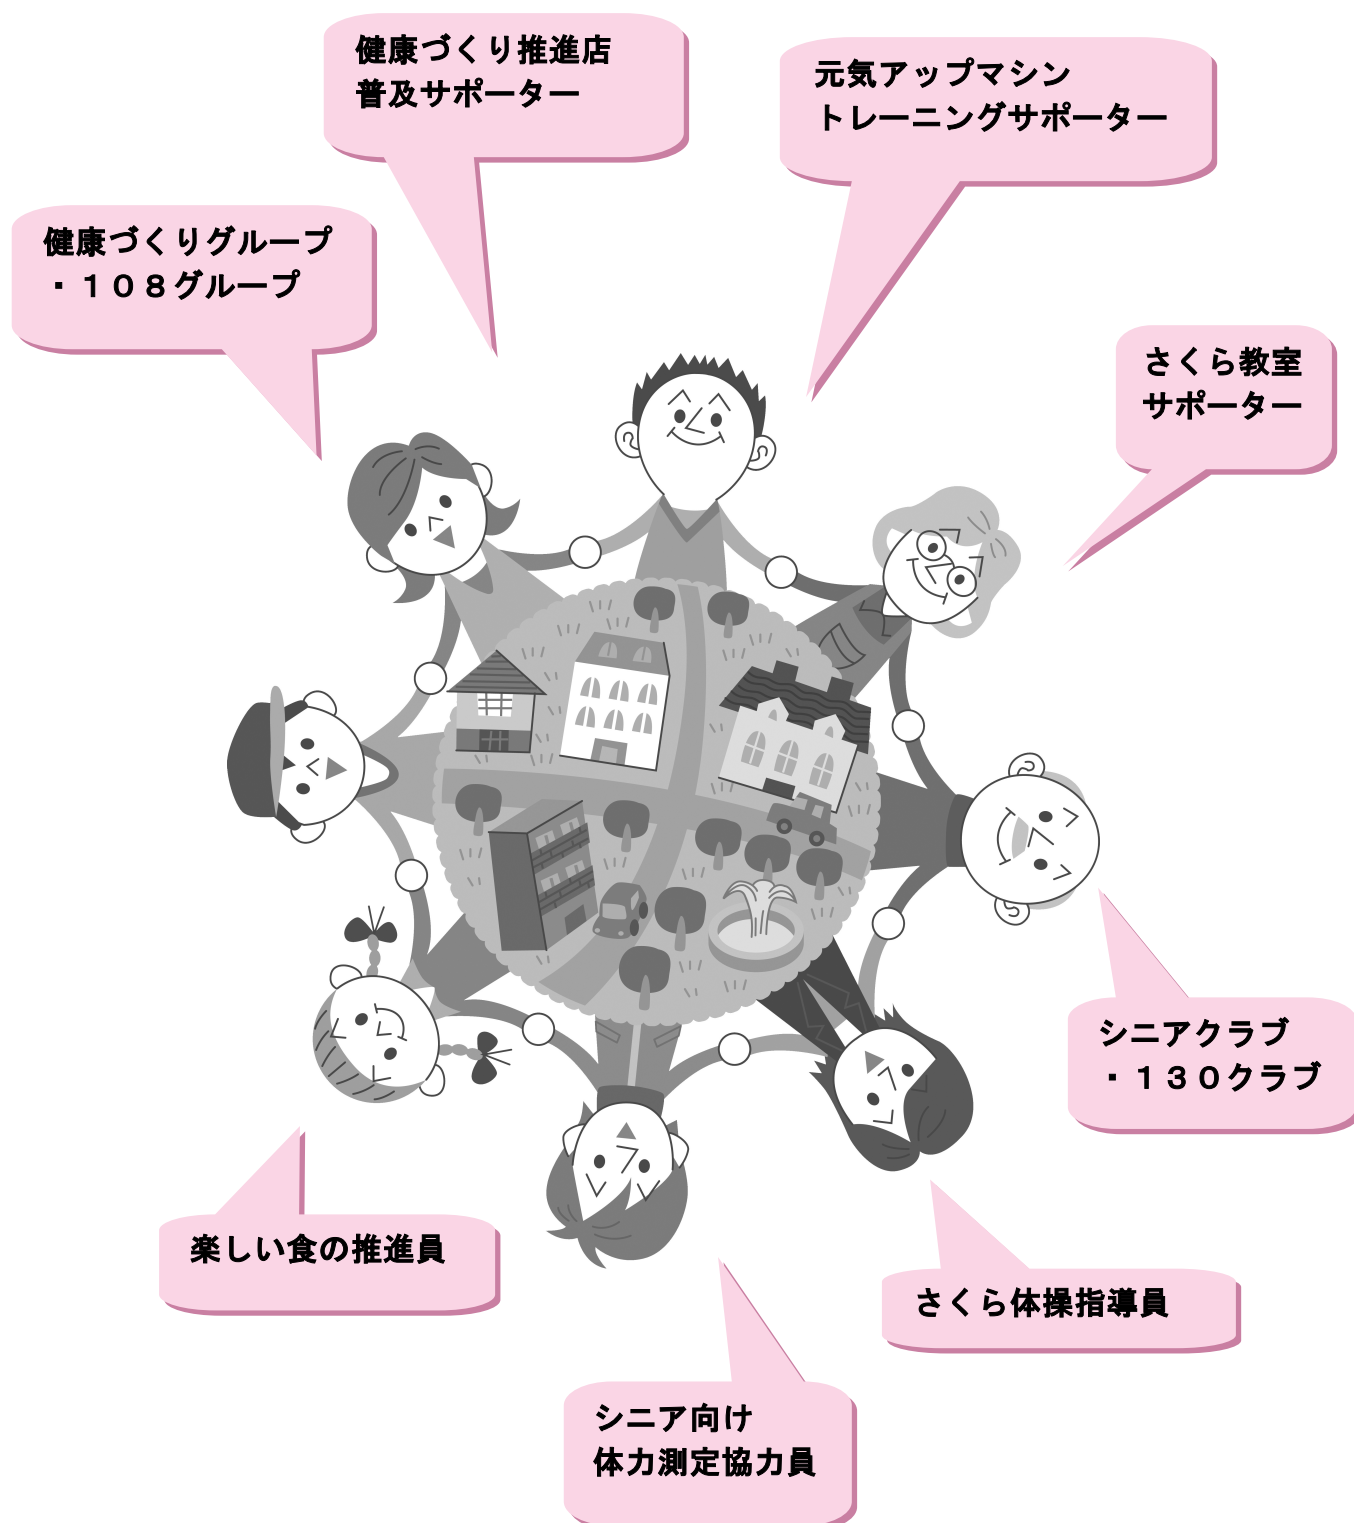 健康づくり推進店
普及サポーター
元気アップマシン
トレーニングサポーター
健康づくりグループ
・１０８グループ
さくら教室
サポーター
シニアクラブ
・１３０クラブ
楽しい食の推進員
さくら体操指導員
シニア向け
体力測定協力員